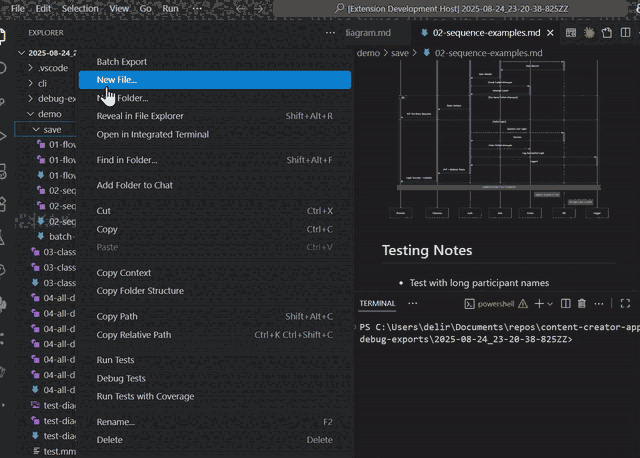 File Edit Selection View Go Run ...
[Extension Development Host] 2025-08-24_23-20-38-825ZZ
EXPLORER
2025-08-24_2
.vscode
cli
debug-ex
demo
save
01-flow
01-flo
01-flo
02-seq
02-seq
02-seq
batch-
03-class
03-class
03-class
04-all-d
04-all-d
04-all-d
04-all-d
04-all-d
04-all-d
test-diag
test-diag
test.mm
Batch Export
New File...
New Folder...
Reveal in File Explorer Shift+Alt+R
Open in Integrated Terminal
Find in Folder... Shift+Alt+F
Add Folder to Chat
Cut Ctrl+X
Copy Ctrl+C
Paste Ctrl+V
Copy Context
Copy Folder Structure
Copy Path Shift+Alt+C
Copy Relative Path Ctrl+K Ctrl+Shift+C
Run Tests
Debug Tests
Run Tests with Coverage
Rename... F2
Delete Delete
diagram.md
02-sequence-examples.md
demo > save > 02-sequence-examples.md
Testing Notes
• Test with long participant names
TERMINAL ... powershell
PS C:\Users\delir\Documents\repos\content-creator-app
debug-exports\2025-08-24_23-20-38-825ZZ>